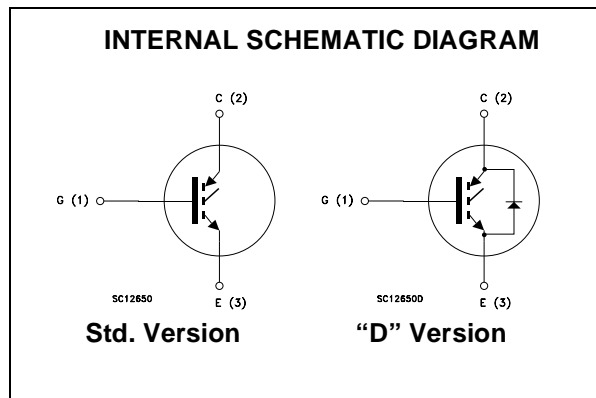 INTERNAL SCHEMATIC DIAGRAM
C (2) C (2)
G (1) G (1)
SC12650 SC12650D
E (3) E (3)
Std. Version “D” Version